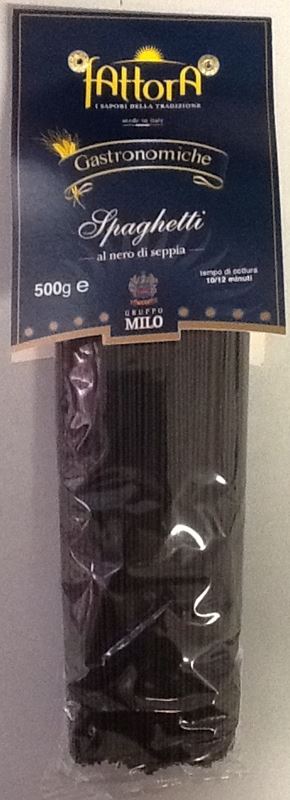 fAttorA
I SAPORI DELLA TRADIZIONE
made in Italy
Gastronomiche
Spaghetti
al nero di seppia
500g e
tempo di cottura
10/12 minuti
GRUPPO
MILO